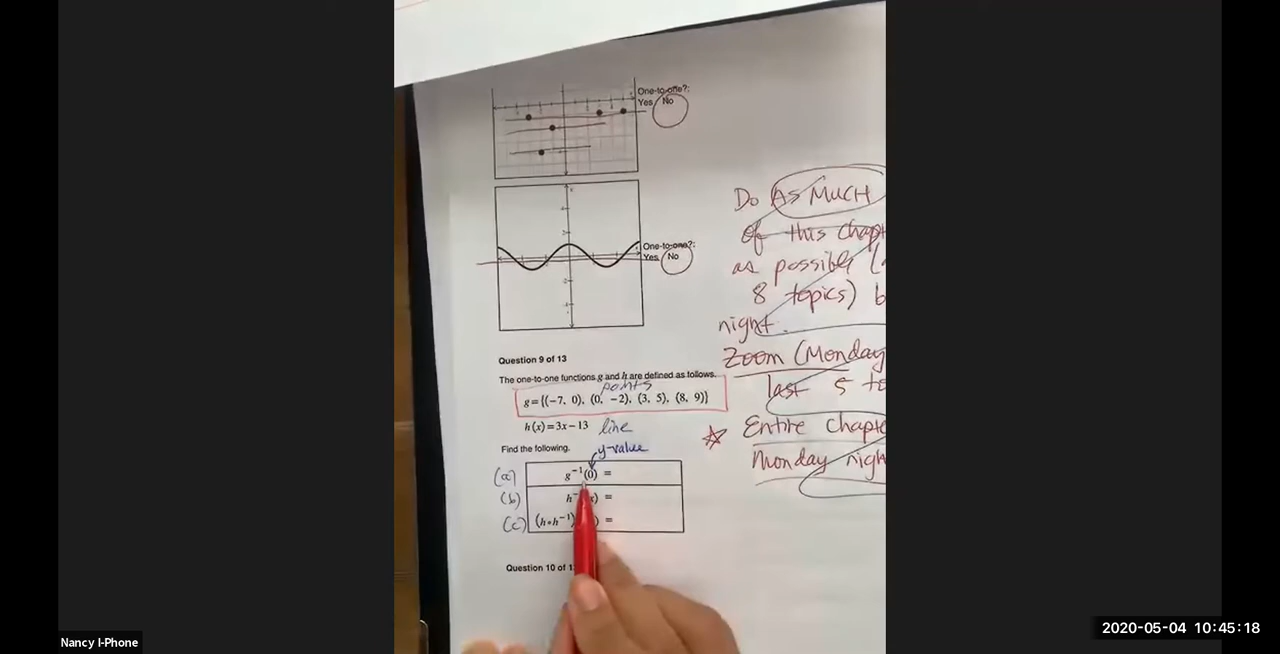 One-to-one?:
Yes No
One-to-one?:
Yes No
Do AS MUCH
of this chapt
as possible (
8 topics) b
night.
Zoom (Monday
last 5 to
Entire Chapte
Monday nigh
Question 9 of 13
The one-to-one functions g and h are defined as follows.
points
g={(−7, 0), (0, −2), (3, 5), (8, 9)}
h(x)=3x−13 line
Find the following.
y-value
(a) g⁻¹(0) =
(b) h =
(c) (h∘h⁻¹) ) =
Question 10 of 1
Nancy I-Phone
2020-05-04 10:45:18